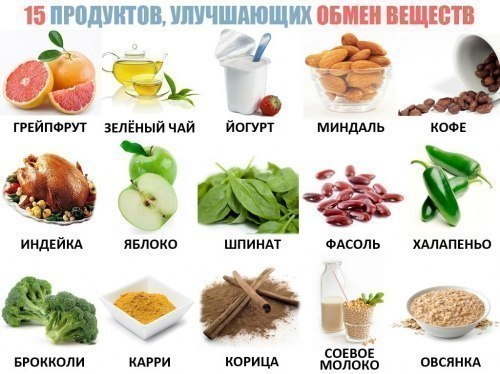 15 ПРОДУКТОВ, УЛУЧШАЮЩИХ ОБМЕН ВЕЩЕСТВ
ГРЕЙПФРУТ
ЗЕЛЁНЫЙ ЧАЙ
ЙОГУРТ
МИНДАЛЬ
КОФЕ
ИНДЕЙКА
ЯБЛОКО
ШПИНАТ
ФАСОЛЬ
ХАЛАПЕНЬО
БРОККОЛИ
КАРРИ
КОРИЦА
СОЕВОЕ
МОЛОКО
ОВСЯНКА